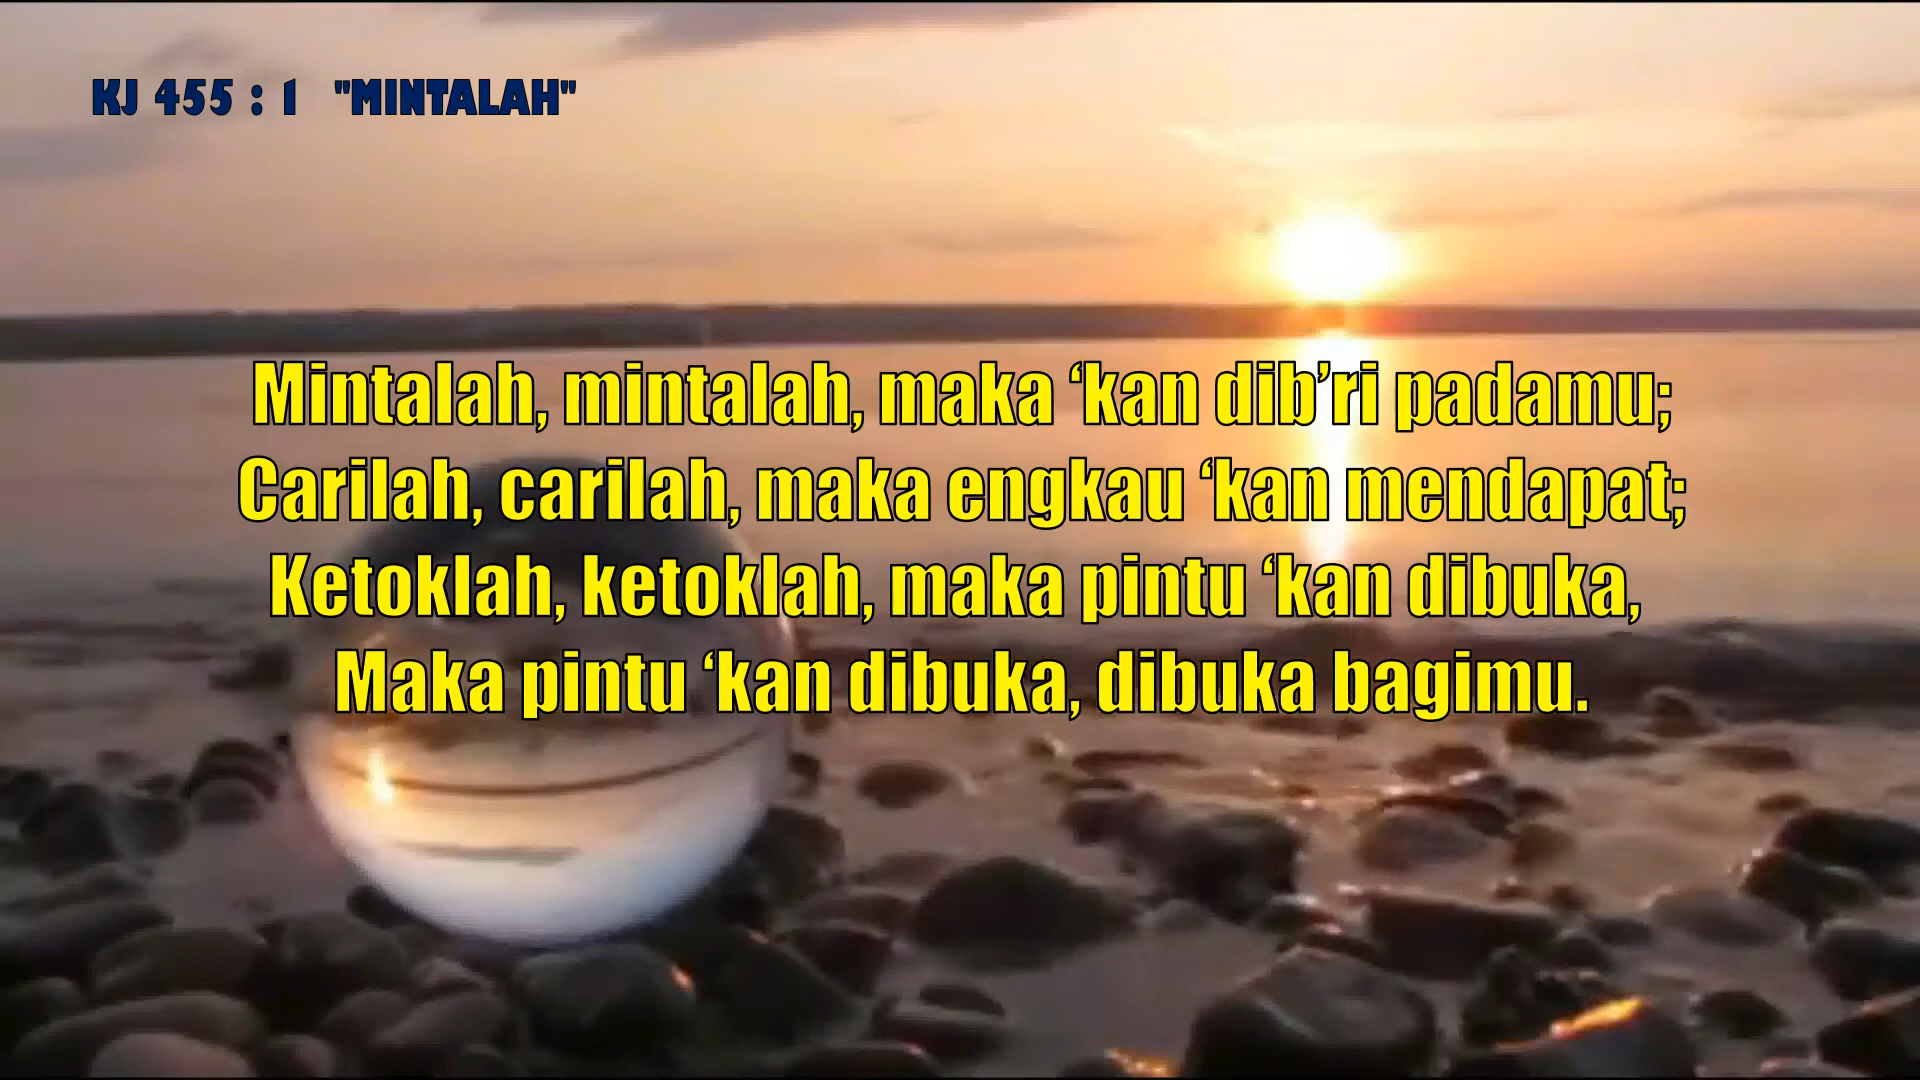 KJ 455 : 1 "MINTALAH"
Mintalah, mintalah, maka ‘kan dib’ri padamu;
Carilah, carilah, maka engkau ‘kan mendapat;
Ketoklah, ketoklah, maka pintu ‘kan dibuka,
Maka pintu ‘kan dibuka, dibuka bagimu.